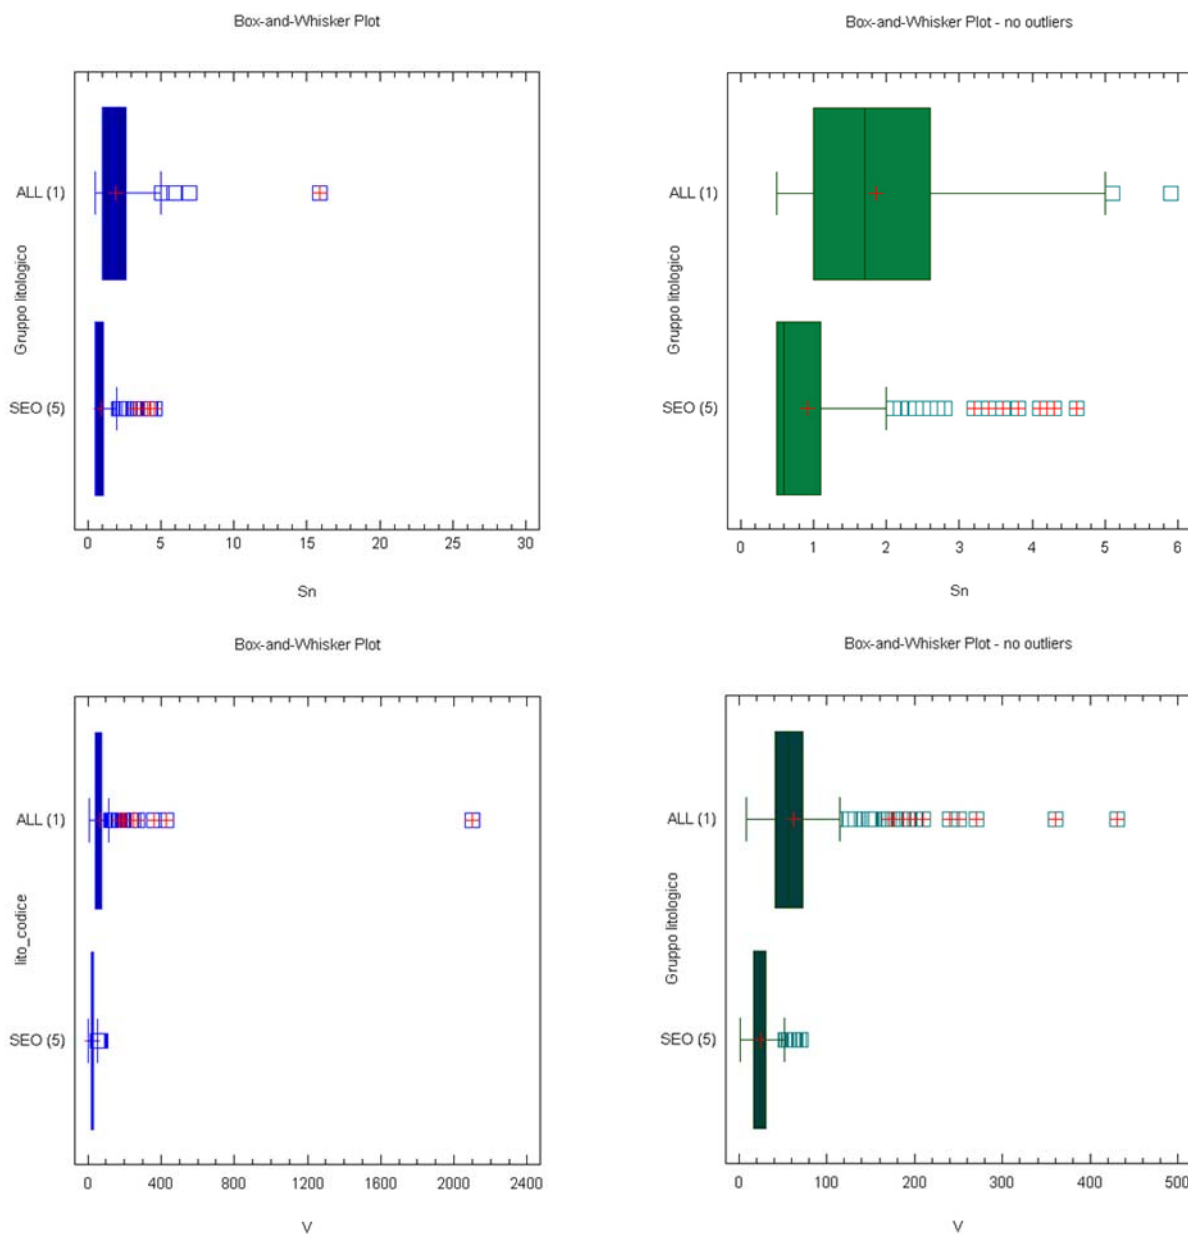 Box-and-Whisker Plot
Box-and-Whisker Plot - no outliers
ALL (1)
Gruppo litologico
SEO (5)
0 5 10 15 20 25 30
Sn
ALL (1)
Gruppo litologico
SEO (5)
0 1 2 3 4 5 6
Sn
Box-and-Whisker Plot
Box-and-Whisker Plot - no outliers
ALL (1)
lito_codice
SEO (5)
0 400 800 1200 1600 2000 2400
V
ALL (1)
Gruppo litologico
SEO (5)
0 100 200 300 400 500
V